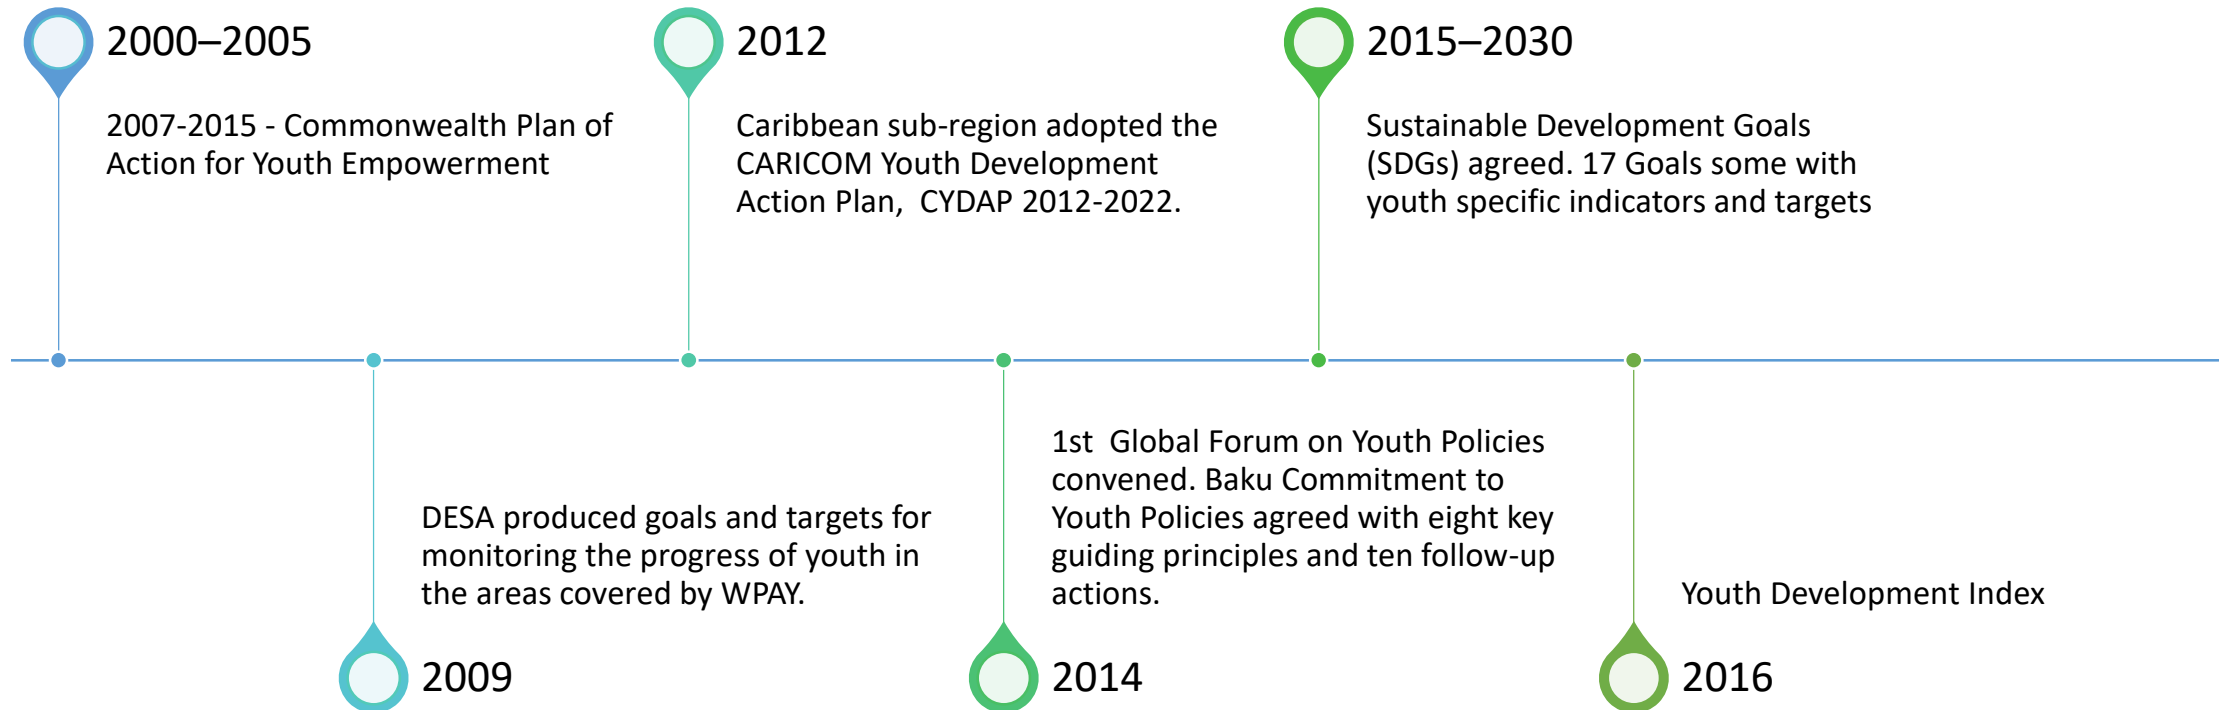 2000–2005
2007-2015 - Commonwealth Plan of
Action for Youth Empowerment
DESA produced goals and targets for
monitoring the progress of youth in
the areas covered by WPAY.
2009
2012
Caribbean sub-region adopted the
CARICOM Youth Development
Action Plan,  CYDAP 2012-2022.
1st  Global Forum on Youth Policies
convened. Baku Commitment to
Youth Policies agreed with eight key
guiding principles and ten follow-up
actions.
2014
2015–2030
Sustainable Development Goals
(SDGs) agreed. 17 Goals some with
youth specific indicators and targets
Youth Development Index
2016